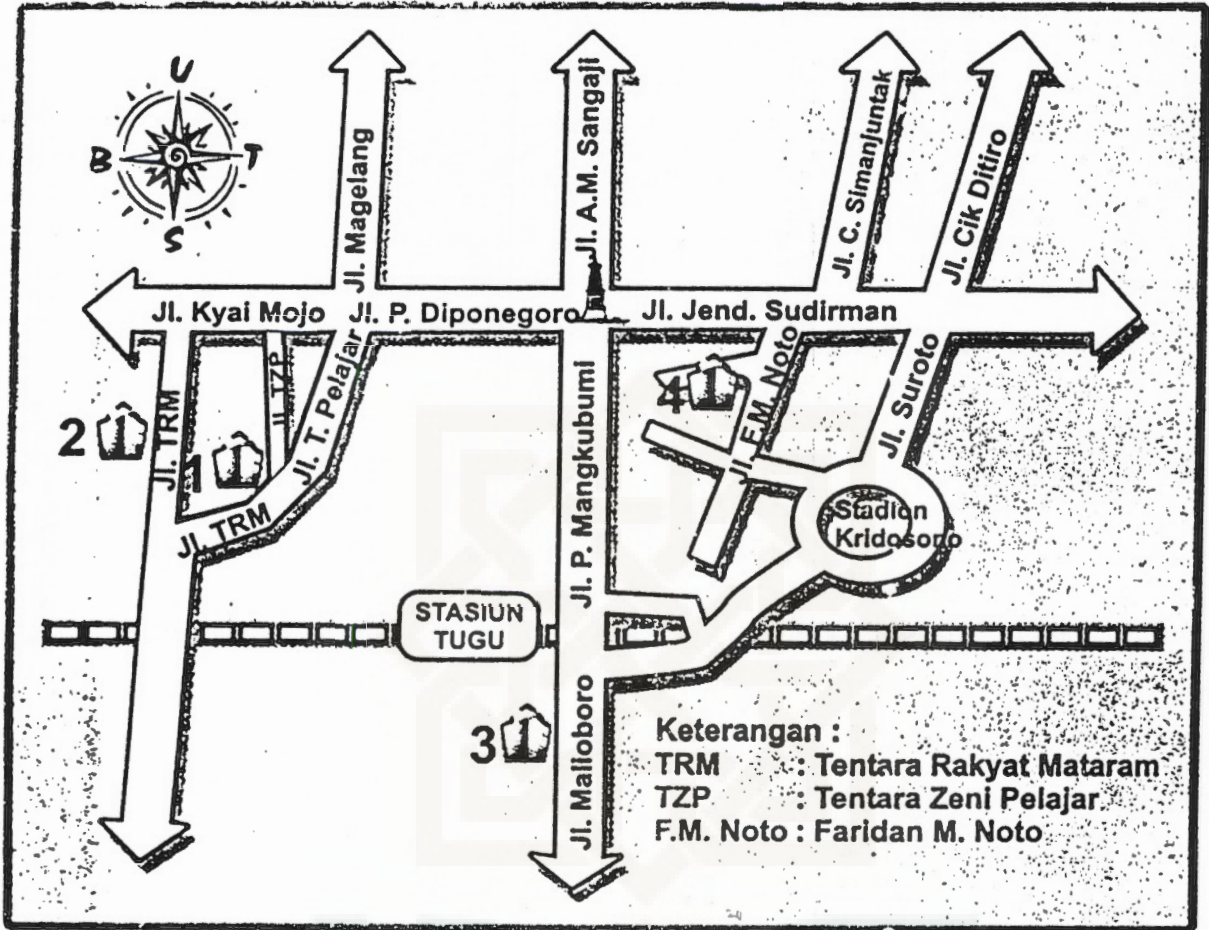 U
B T
S
Jl. Magelang
Jl. A.M. Sangaji
Jl. C. Simanjuntak
Jl. Cik Ditiro
Jl. Kyai Mojo
Jl. P. Diponegoro
Jl. Jend. Sudirman
Jl. TRM
Jl. TZP
Jl. T. Pelajar
Jl. P. Mangkubumi
Jl. F.M. Noto
Jl. Suroto
2
1
4
Jl. TRM
Stadion
Kridosono
STASIUN
TUGU
3
Jl. Malioboro
Keterangan :
TRM : Tentara Rakyat Mataram
TZP : Tentara Zeni Pelajar
F.M. Noto : Faridan M. Noto